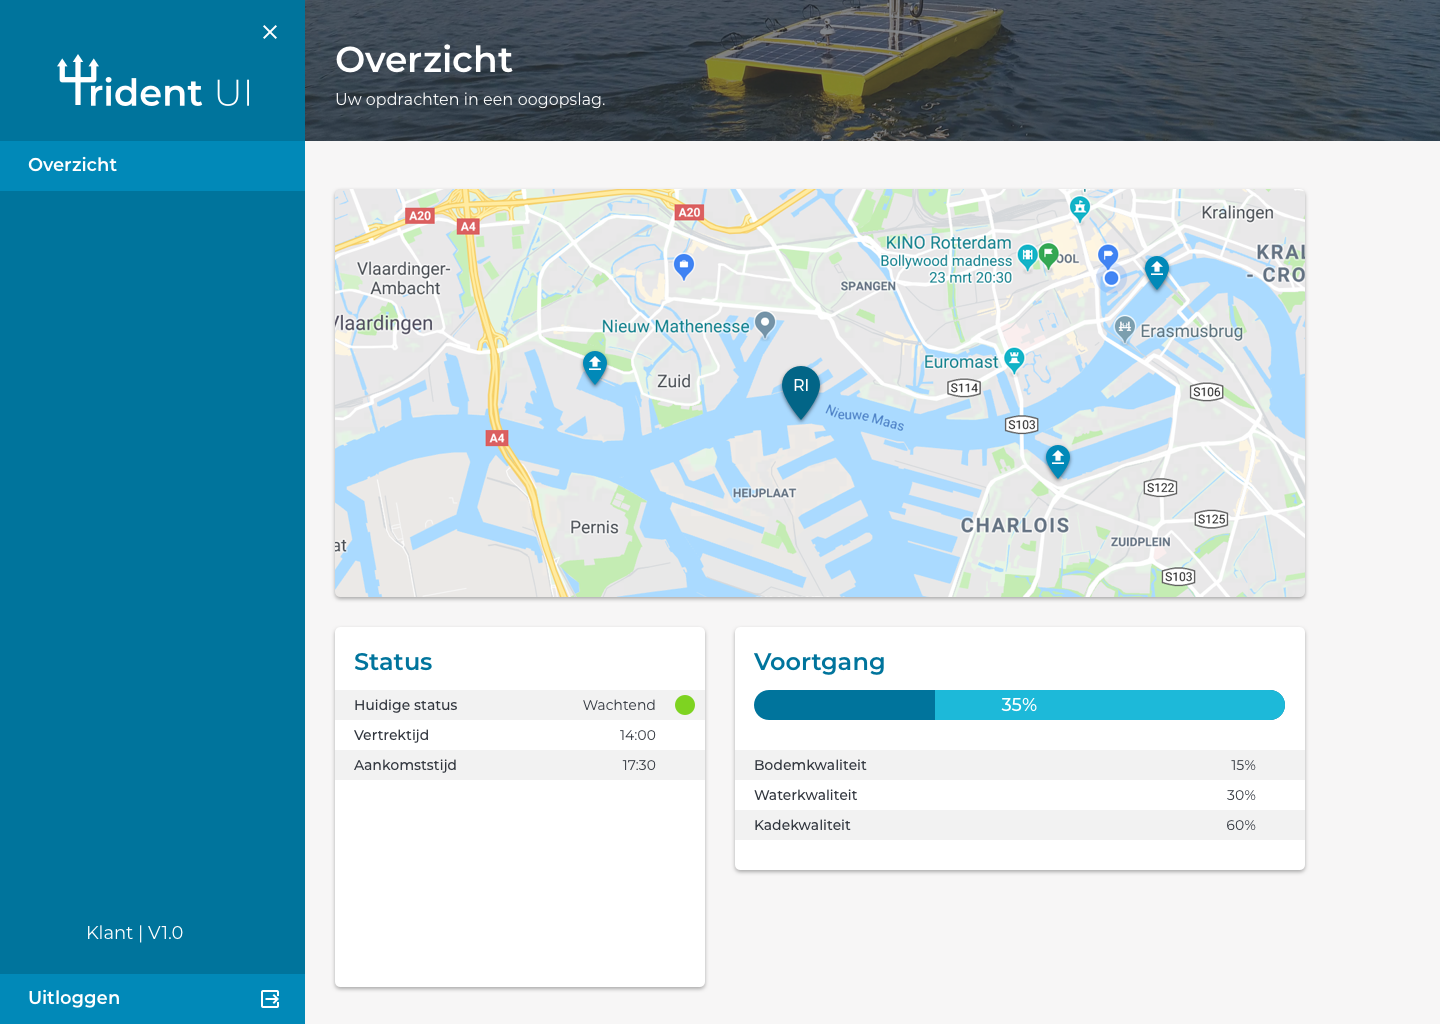 trident UI
Overzicht
Klant | V1.0
Uitloggen
Overzicht
Uw opdrachten in een oogopslag.
A20
A4
A20
Kralingen
KINO Rotterdam
Bollywood madness
23 mrt 20:30
OOL
KRAL
- CRO
Vlaardinger-
Ambacht
SPANGEN
Vlaardingen
Nieuw Mathenesse
Erasmusbrug
Euromast
Zuid
RI
S114
S106
Nieuwe Maas
S103
A4
HEIJPLAAT
S122
Pernis
CHARLOIS
S125
at
ZUIDPLEIN
S103
Status
Huidige status Wachtend
Vertrektijd 14:00
Aankomststijd 17:30
Voortgang
35%
Bodemkwaliteit 15%
Waterkwaliteit 30%
Kadekwaliteit 60%